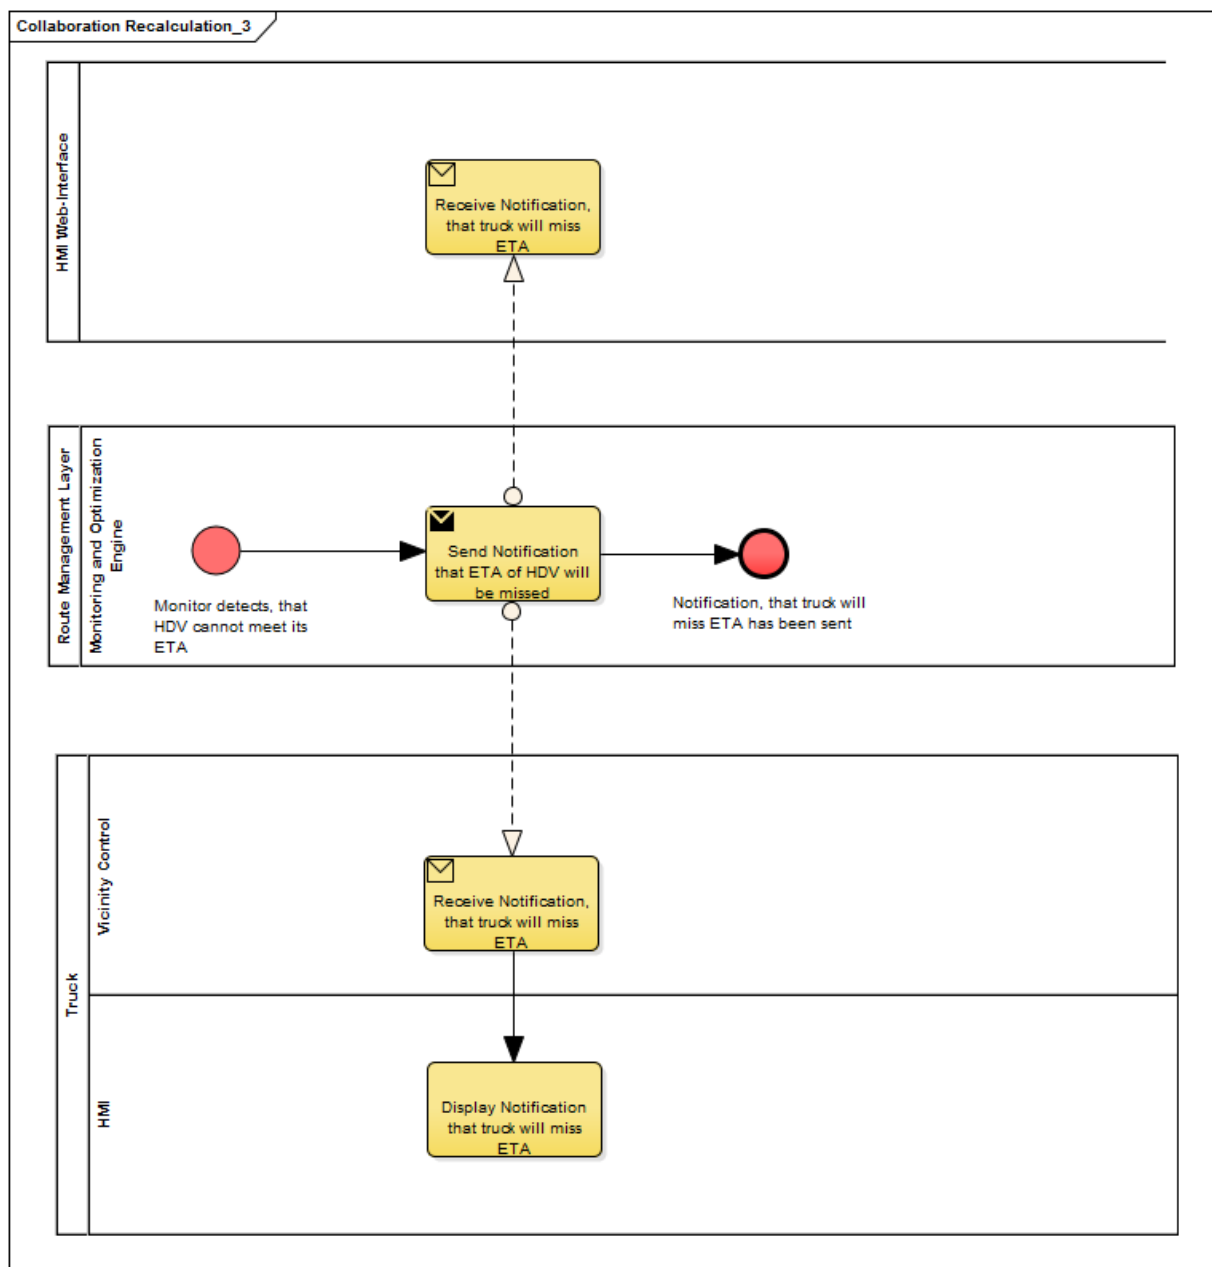 Collaboration Recalculation_3
HMI Web-Interface
Receive Notification,
that truck will miss
ETA
Route Management Layer
Monitoring and Optimization
Engine
Monitor detects, that
HDV cannot meet its
ETA
Send Notification
that ETA of HDV will
be missed
Notification, that truck will
miss ETA has been sent
Truck
Vicinity Control
Receive Notification,
that truck will miss
ETA
HMI
Display Notification
that truck will miss
ETA